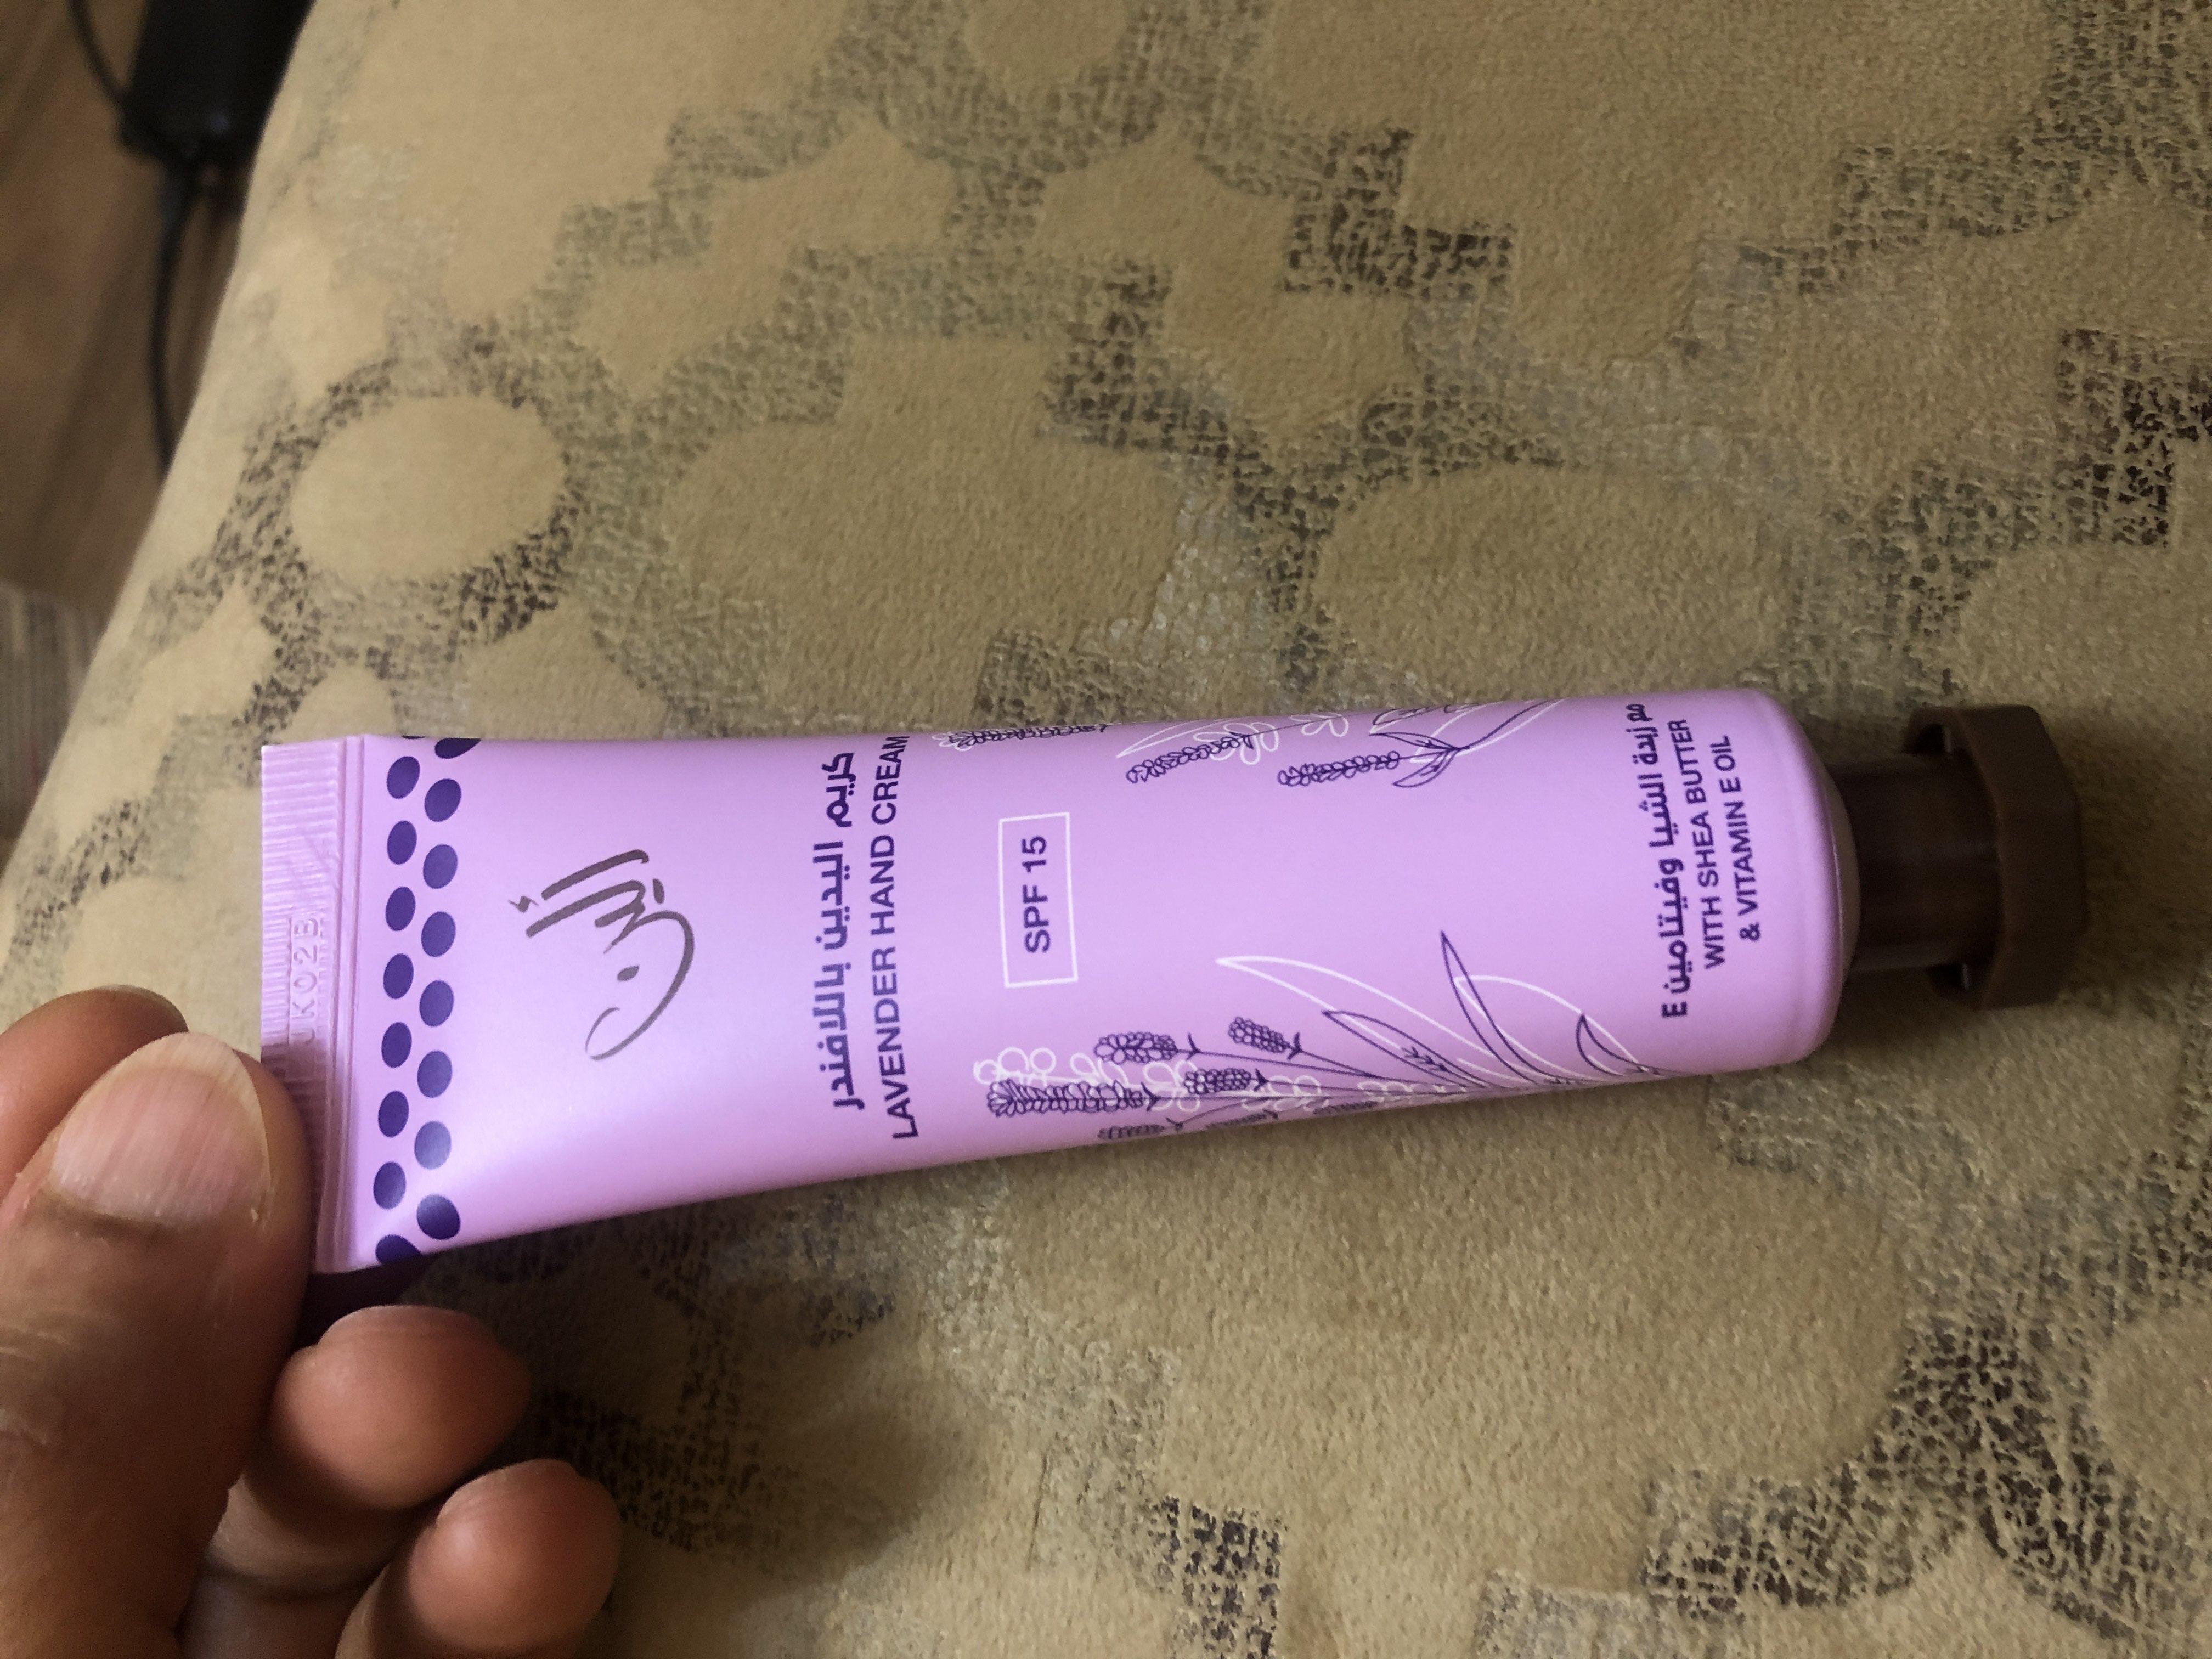 كريم اليدين باللافندر
LAVENDER HAND CREAM
SPF 15
مع زبدة الشيا وفيتامين E
WITH SHEA BUTTER
& VITAMIN E OIL